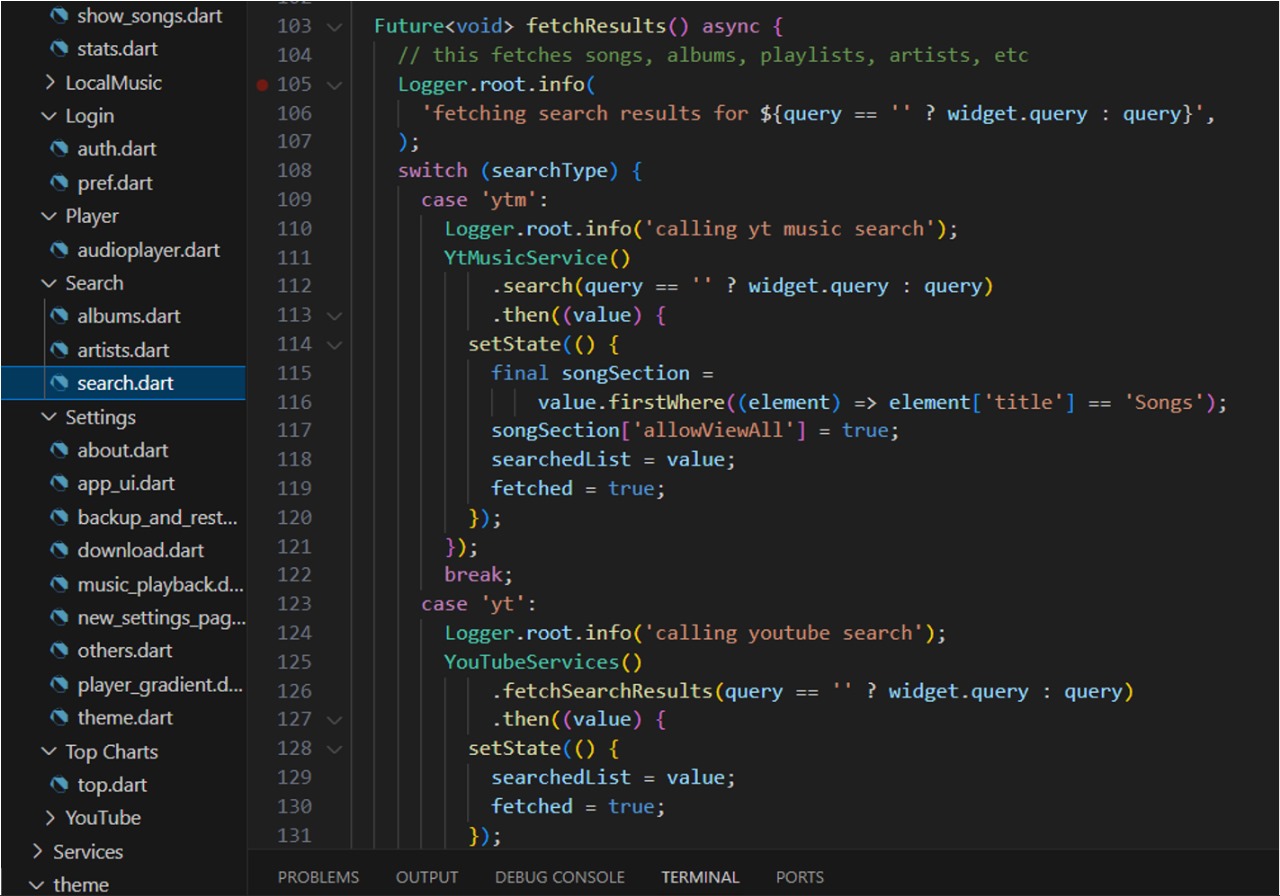 show_songs.dart
stats.dart
LocalMusic
Login
auth.dart
pref.dart
Player
audioplayer.dart
Search
albums.dart
artists.dart
search.dart
Settings
about.dart
app_ui.dart
backup_and_rest...
download.dart
music_playback.d...
new_settings_pag...
others.dart
player_gradient.d...
theme.dart
Top Charts
top.dart
YouTube
Services
theme
103 Future<void> fetchResults() async {
104 // this fetches songs, albums, playlists, artists, etc
105 Logger.root.info(
106 'fetching search results for ${query == '' ? widget.query : query}',
107 );
108 switch (searchType) {
109 case 'ytm':
110 Logger.root.info('calling yt music search');
111 YtMusicService()
112 .search(query == '' ? widget.query : query)
113 .then((value) {
114 setState(() {
115 final songSection =
116 value.firstWhere((element) => element['title'] == 'Songs');
117 songSection['allowViewAll'] = true;
118 searchedList = value;
119 fetched = true;
120 });
121 });
122 break;
123 case 'yt':
124 Logger.root.info('calling youtube search');
125 YouTubeServices()
126 .fetchSearchResults(query == '' ? widget.query : query)
127 .then((value) {
128 setState(() {
129 searchedList = value;
130 fetched = true;
131 });
PROBLEMS OUTPUT DEBUG CONSOLE TERMINAL PORTS